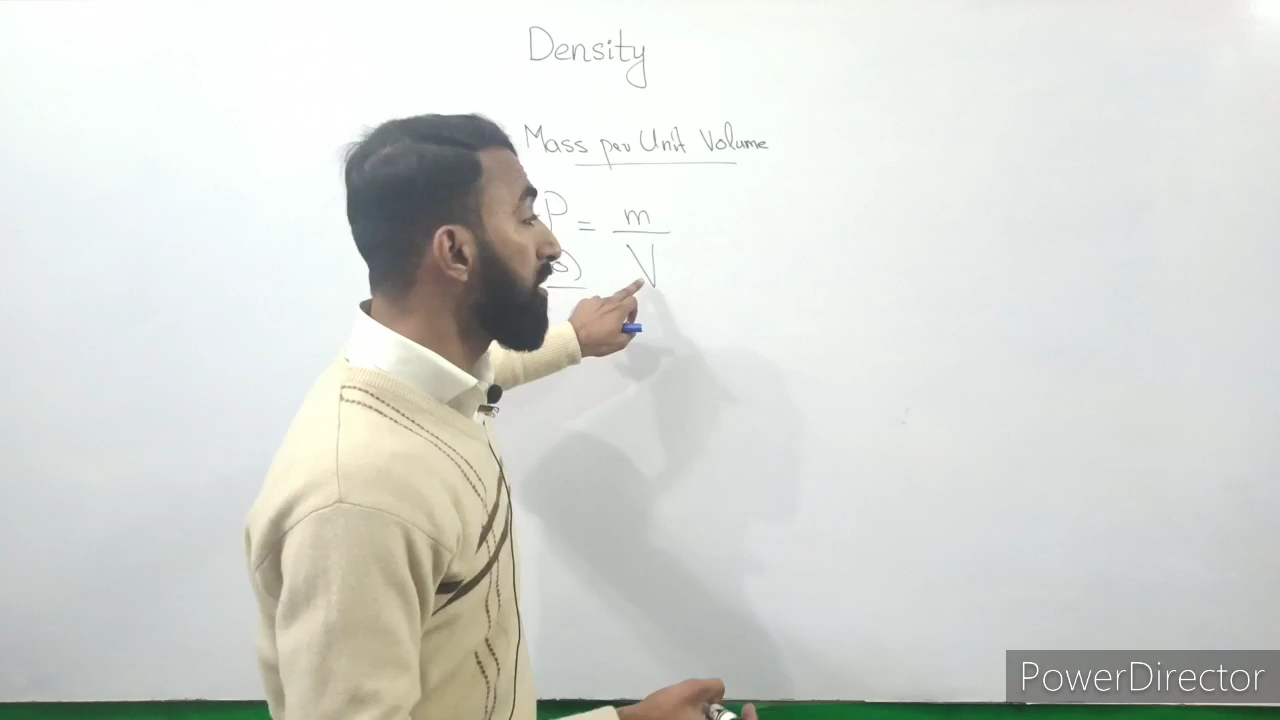 Density
Mass per Unit Volume
P = m
V
PowerDirector